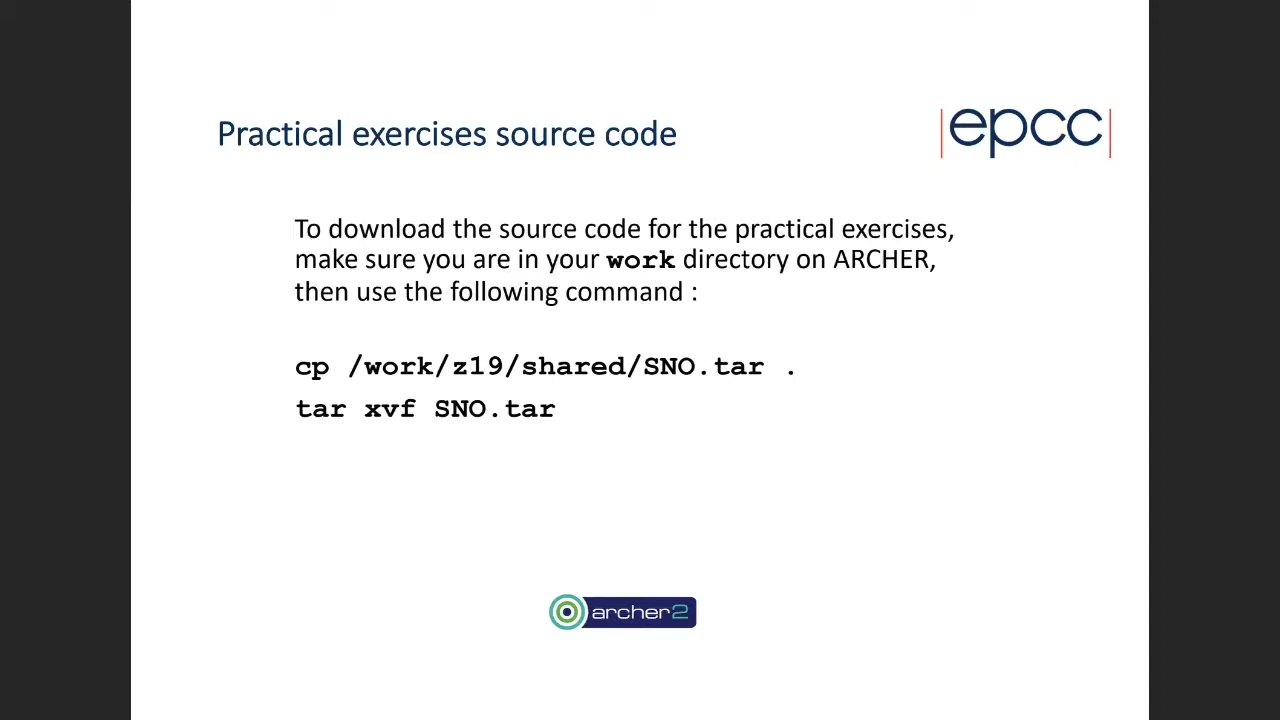 Practical exercises source code
|epcc|
To download the source code for the practical exercises,
make sure you are in your work directory on ARCHER,
then use the following command :
cp /work/z19/shared/SNO.tar .
tar xvf SNO.tar
archer2